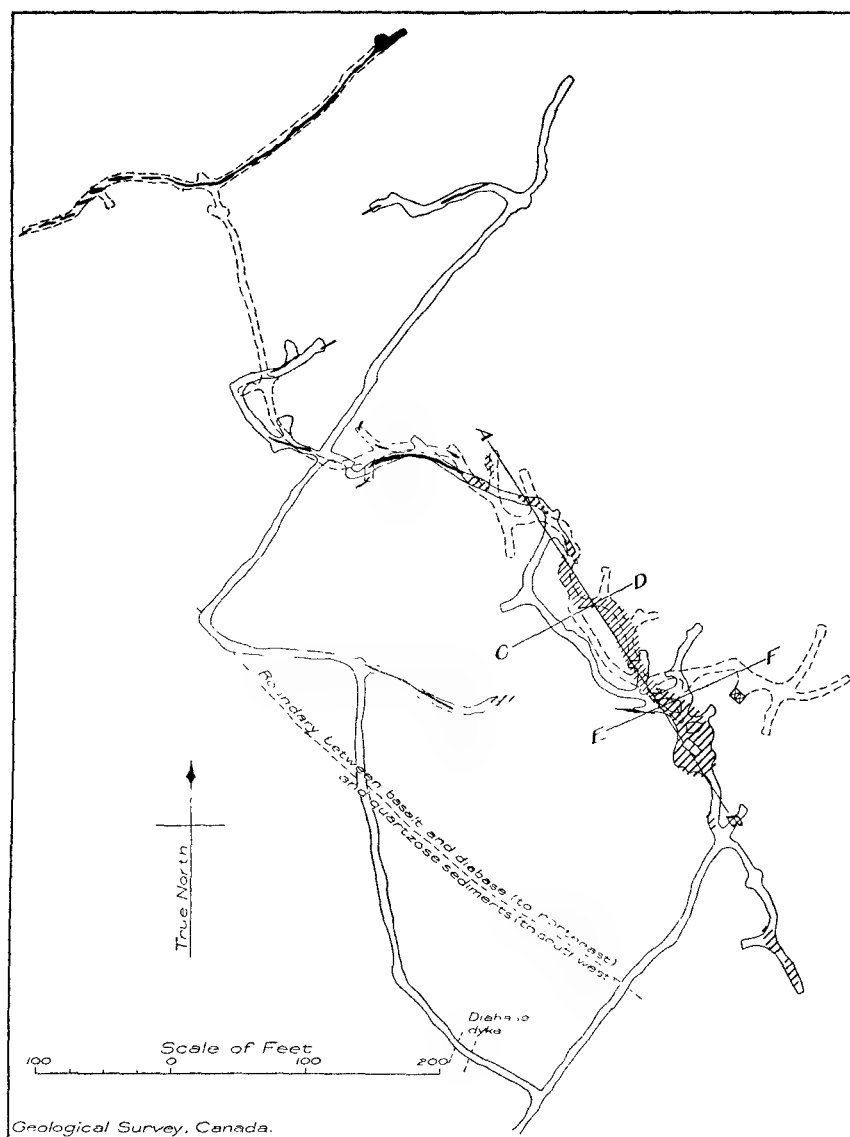 A
D
C
F
E
Boundary between basalt and diabase (to northeast)
and quartzose sediments (to southwest)
True North
Diabase
dyke
Scale of Feet
100 0 100 200
Geological Survey, Canada.